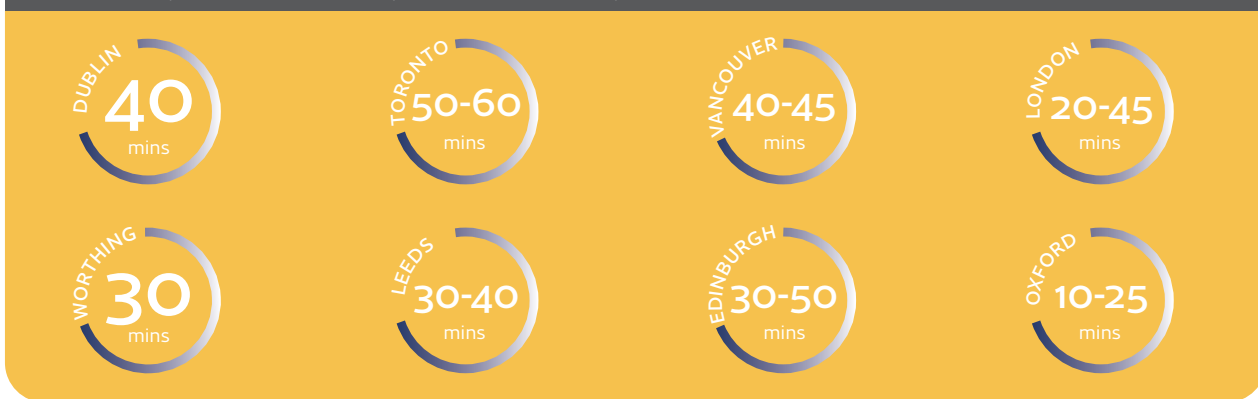 DUBLIN
40
mins
TORONTO
50-60
mins
VANCOUVER
40-45
mins
LONDON
20-45
mins
WORTHING
30
mins
LEEDS
30-40
mins
EDINBURGH
30-50
mins
OXFORD
10-25
mins